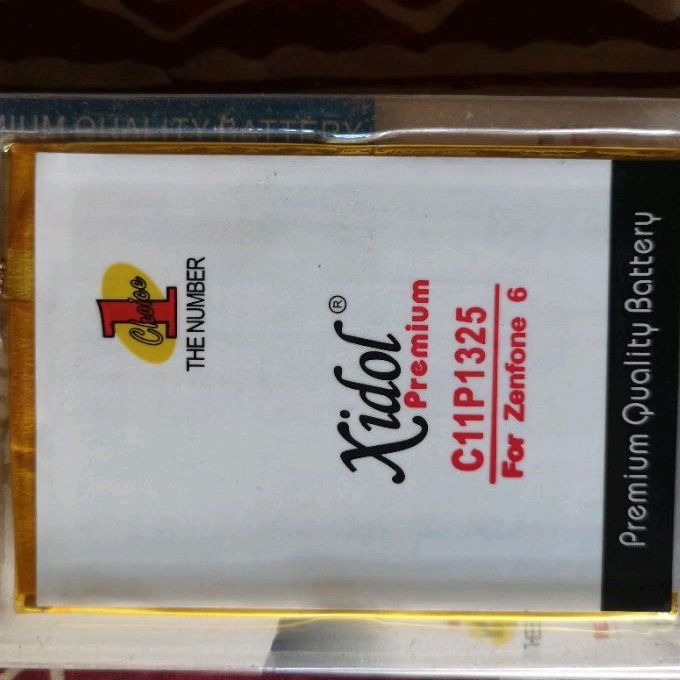 PREMIUM QUALITY BATTERY
1
Choice
THE NUMBER
Xidol®
Premium
C11P1325
For Zenfone 6
Premium Quality Battery